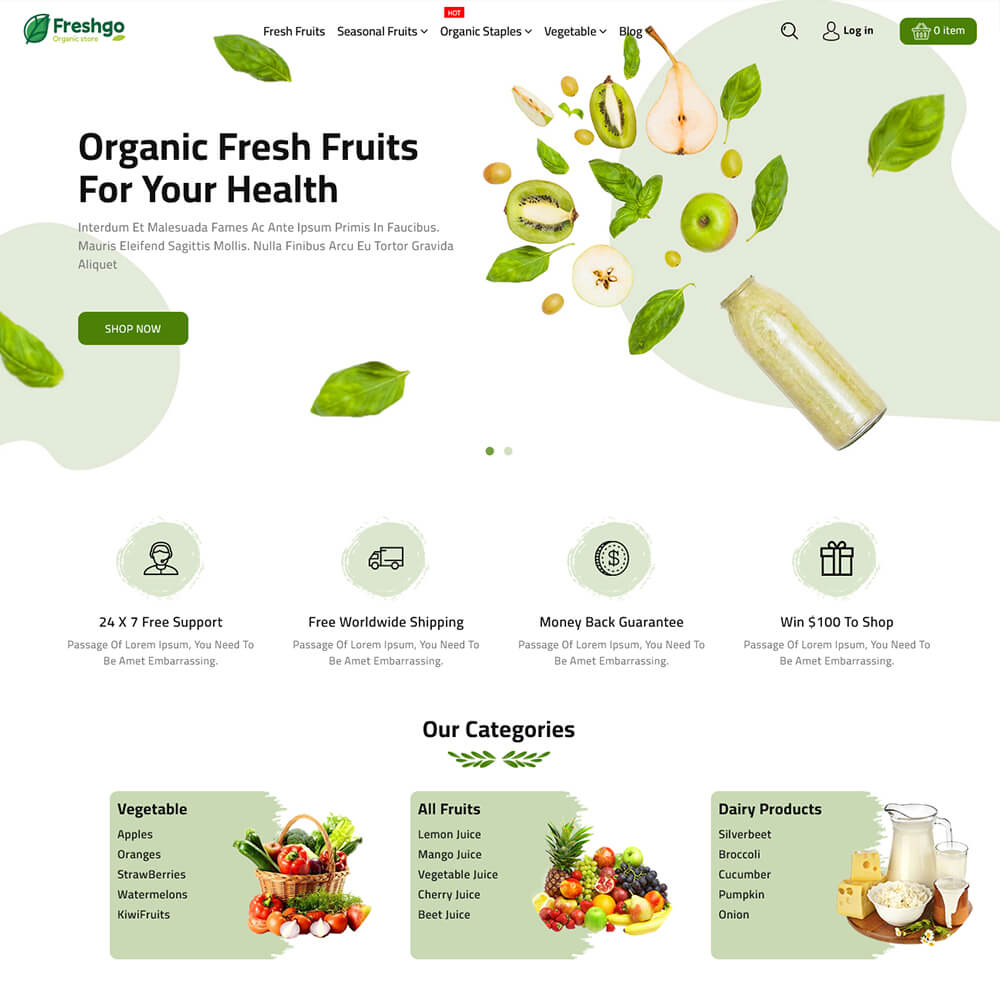 Freshgo
Organic store
HOT
Fresh Fruits Seasonal Fruits Organic Staples Vegetable Blog Log in 0 item
Organic Fresh Fruits
For Your Health
Interdum Et Malesuada Fames Ac Ante Ipsum Primis In Faucibus.
Mauris Eleifend Sagittis Mollis. Nulla Finibus Arcu Eu Tortor Gravida
Aliquet
SHOP NOW
24 X 7 Free Support
Passage Of Lorem Ipsum, You Need To
Be Amet Embarrassing.
Free Worldwide Shipping
Passage Of Lorem Ipsum, You Need To
Be Amet Embarrassing.
$
Money Back Guarantee
Passage Of Lorem Ipsum, You Need To
Be Amet Embarrassing.
Win $100 To Shop
Passage Of Lorem Ipsum, You Need To
Be Amet Embarrassing.
Our Categories
Vegetable
Apples
Oranges
StrawBerries
Watermelons
KiwiFruits
All Fruits
Lemon Juice
Mango Juice
Vegetable Juice
Cherry Juice
Beet Juice
Dairy Products
Silverbeet
Broccoli
Cucumber
Pumpkin
Onion